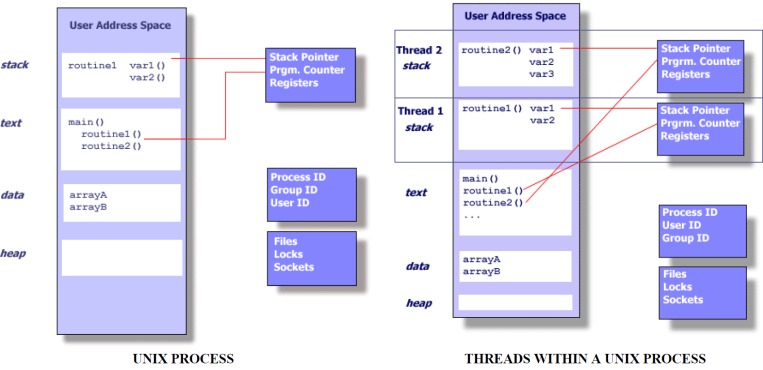 User Address Space
stack
routine1 var1()
var2()
Stack Pointer
Prgrm. Counter
Registers
text
main()
routine1()
routine2()
data
arrayA
arrayB
Process ID
Group ID
User ID
heap
Files
Locks
Sockets
UNIX PROCESS
User Address Space
Thread 2
stack
routine2() var1
var2
var3
Stack Pointer
Prgrm. Counter
Registers
Thread 1
stack
routine1() var1
var2
Stack Pointer
Prgrm. Counter
Registers
text
main()
routine1()
routine2()
...
Process ID
User ID
Group ID
data
arrayA
arrayB
heap
Files
Locks
Sockets
THREADS WITHIN A UNIX PROCESS